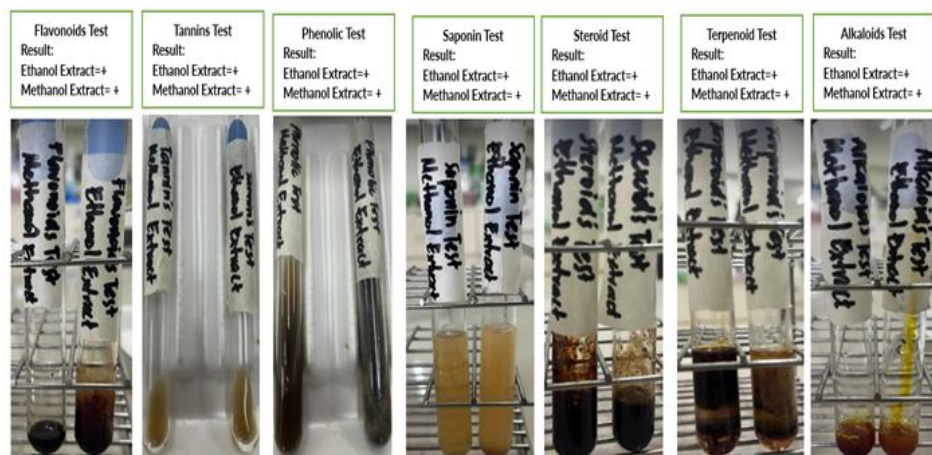 Flavonoids Test
Result:
Ethanol Extract=+
Methanol Extract= +
Tannins Test
Result:
Ethanol Extract=+
Methanol Extract= +
Phenolic Test
Result:
Ethanol Extract=+
Methanol Extract= +
Saponin Test
Result:
Ethanol Extract=+
Methanol Extract= +
Steroid Test
Result:
Ethanol Extract=+
Methanol Extract= +
Terpenoid Test
Result:
Ethanol Extract=+
Methanol Extract= +
Alkaloids Test
Result:
Ethanol Extract=+
Methanol Extract= +
Flavonoids Test
Methanol Extract
Flavonoids Test
Ethanol Extract
Tannins Test
Methanol Extract
Tannins Test
Ethanol Extract
Phenolic Test
Methanol Extract
Phenolic Test
Ethanol Extract
Saponin Test
Methanol Extract
Saponin Test
Ethanol Extract
Steroids Test
Ethanol Extract
Steroids Test
Methanol Extract
Terpenoids Test
Methanol Extract
Test
Ethanol Extract
Alkaloids Test
Methanol Extract
Alkaloids Test
Ethanol Extract